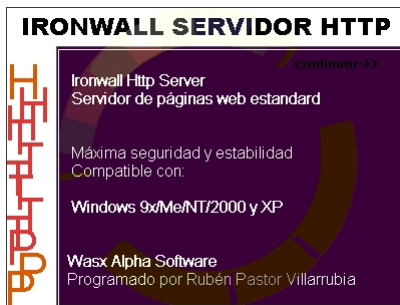 IRONWALL SERVIDOR HTTP
continuar->>
Ironwall Http Server
Servidor de páginas web estandard
Máxima seguridad y estabilidad
Compatible con:
Windows 9x/Me/NT/2000 y XP
Wasx Alpha Software
Programado por Rubén Pastor Villarrubia